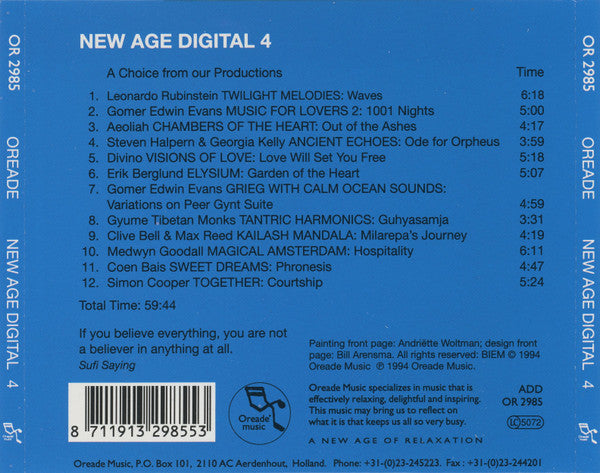 OR 2985
OREADE
NEW AGE DIGITAL 4
Oreade music
NEW AGE DIGITAL 4
A Choice from our Productions Time
1. Leonardo Rubinstein TWILIGHT MELODIES: Waves 6:18
2. Gomer Edwin Evans MUSIC FOR LOVERS 2: 1001 Nights 5:00
3. Aeoliah CHAMBERS OF THE HEART: Out of the Ashes 4:17
4. Steven Halpern & Georgia Kelly ANCIENT ECHOES: Ode for Orpheus 3:59
5. Divino VISIONS OF LOVE: Love Will Set You Free 5:18
6. Erik Berglund ELYSIUM: Garden of the Heart 5:07
7. Gomer Edwin Evans GRIEG WITH CALM OCEAN SOUNDS:
Variations on Peer Gynt Suite 4:59
8. Gyume Tibetan Monks TANTRIC HARMONICS: Guhyasamja 3:31
9. Clive Bell & Max Reed KAILASH MANDALA: Milarepa's Journey 4:19
10. Medwyn Goodall MAGICAL AMSTERDAM: Hospitality 6:11
11. Coen Bais SWEET DREAMS: Phronesis 4:47
12. Simon Cooper TOGETHER: Courtship 5:24
Total Time: 59:44
If you believe everything, you are not
a believer in anything at all.
Sufi Saying
Painting front page: Andriëtte Woltman; design front
page: Bill Arensma. All rights reserved: BIEM © 1994
Oreade Music ℗ 1994 Oreade Music.
8 711913 298553
Oreade music
Oreade Music specializes in music that is
effectively relaxing, delightful and inspiring.
This music may bring us to reflect on
what it is that keeps us from being happy.
A NEW AGE OF RELAXATION
ADD
OR 2985
LC 5072
Oreade Music, P.O. Box 101, 2110 AC Aerdenhout, Holland. Phone: +31-(0)23-245223. Fax: +31-(0)23-244201
OR 2985
OREADE
NEW AGE DIGITAL 4
Oreade music